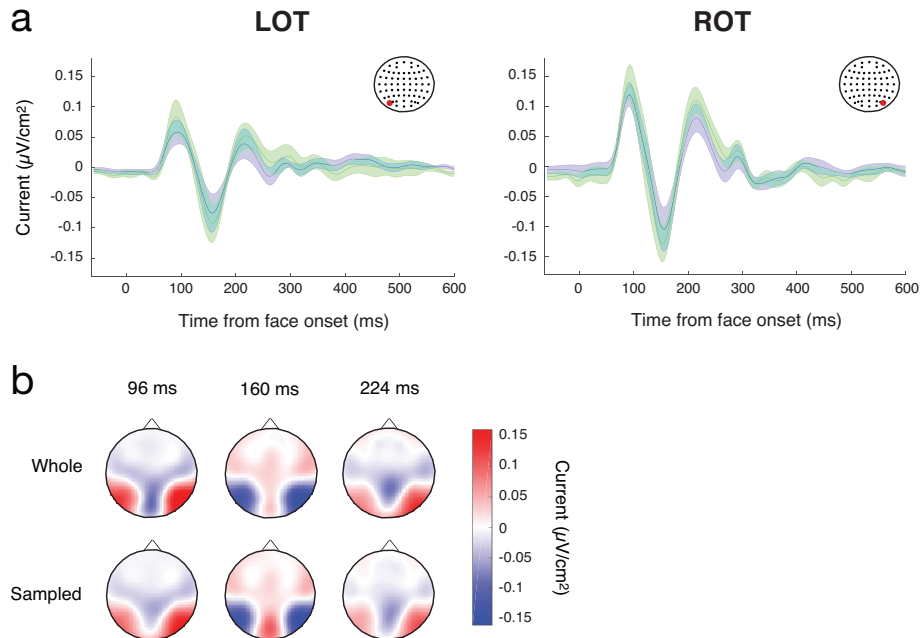 a
LOT
ROT
0.15
0.1
0.05
0
-0.05
-0.1
-0.15
Current (μV/cm2)
0
100
200
300
400
500
600
Time from face onset (ms)
0.15
0.1
0.05
0
-0.05
-0.1
-0.15
0
100
200
300
400
500
600
Time from face onset (ms)
b
96 ms
160 ms
224 ms
Whole
Sampled
0.15
0.1
0.05
0
-0.05
-0.1
-0.15
Current (μV/cm2)